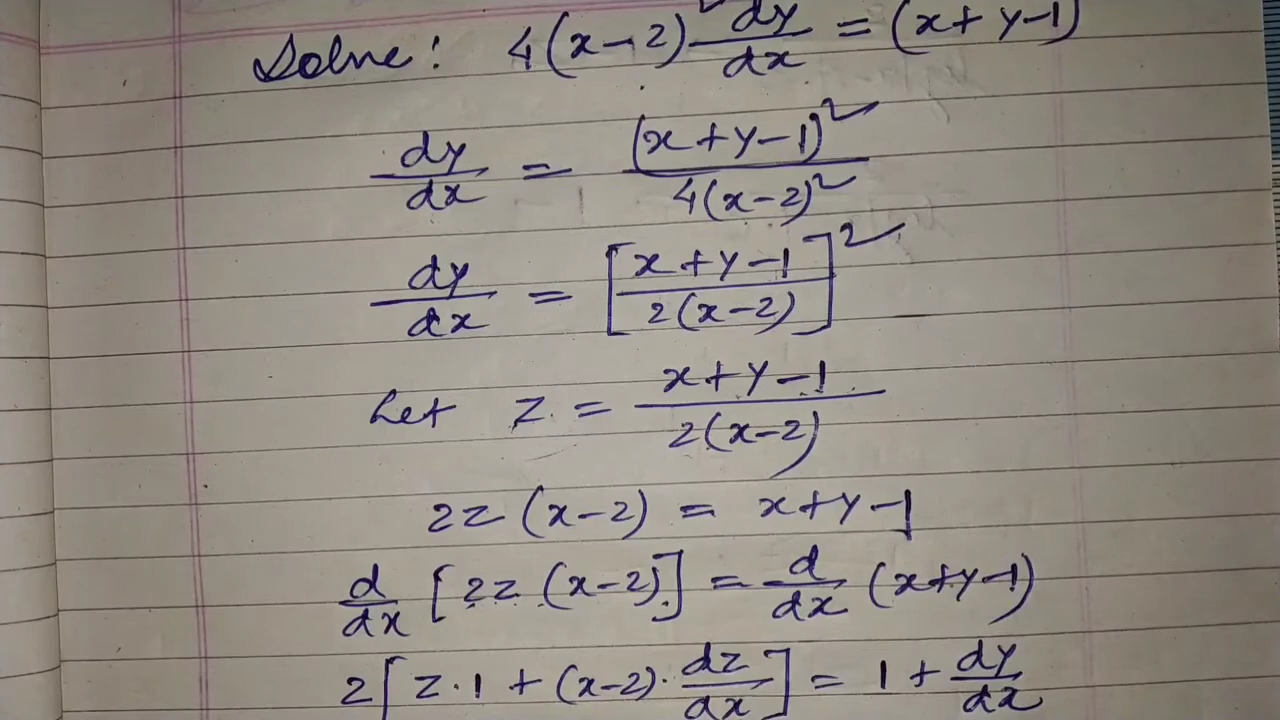 Solve: 4(x-2)² dy/dx = (x+y-1)
dy/dx = (x+y-1)²/4(x-2)²
dy/dx = [x+y-1/2(x-2)]²
Let z = x+y-1/2(x-2)
2z(x-2) = x+y-1
d/dx [2z(x-2)] = d/dx (x+y-1)
2[z·1 + (x-2)·dz/dx] = 1 + dy/dx